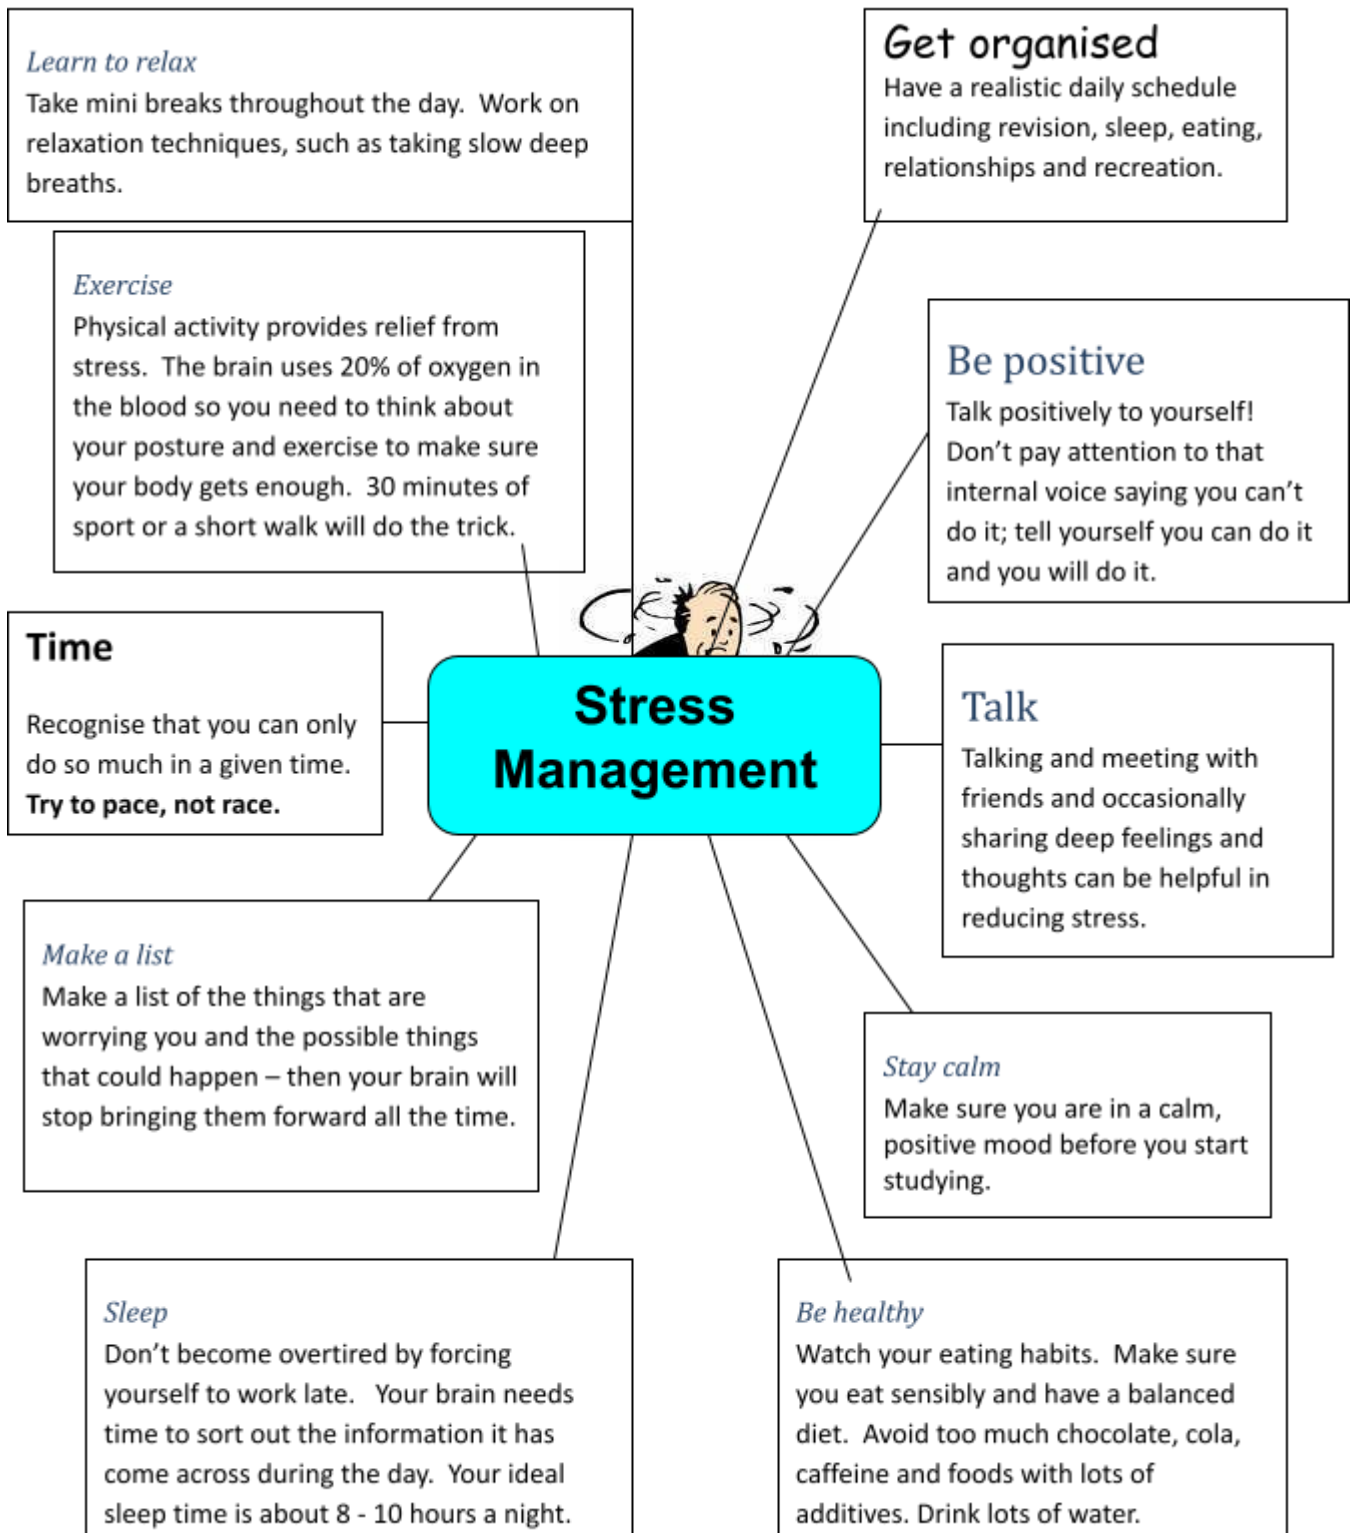 Learn to relax
Take mini breaks throughout the day.  Work on
relaxation techniques, such as taking slow deep
breaths.
Get organised
Have a realistic daily schedule
including revision, sleep, eating,
relationships and recreation.
Exercise
Physical activity provides relief from
stress.  The brain uses 20% of oxygen in
the blood so you need to think about
your posture and exercise to make sure
your body gets enough.  30 minutes of
sport or a short walk will do the trick.
Be positive
Talk positively to yourself!
Don’t pay attention to that
internal voice saying you can’t
do it; tell yourself you can do it
and you will do it.
Time
Recognise that you can only
do so much in a given time.
Try to pace, not race.
Stress
Management
Talk
Talking and meeting with
friends and occasionally
sharing deep feelings and
thoughts can be helpful in
reducing stress.
Make a list
Make a list of the things that are
worrying you and the possible things
that could happen – then your brain will
stop bringing them forward all the time.
Stay calm
Make sure you are in a calm,
positive mood before you start
studying.
Sleep
Don’t become overtired by forcing
yourself to work late.   Your brain needs
time to sort out the information it has
come across during the day.  Your ideal
sleep time is about 8 - 10 hours a night.
Be healthy
Watch your eating habits.  Make sure
you eat sensibly and have a balanced
diet.  Avoid too much chocolate, cola,
caffeine and foods with lots of
additives. Drink lots of water.